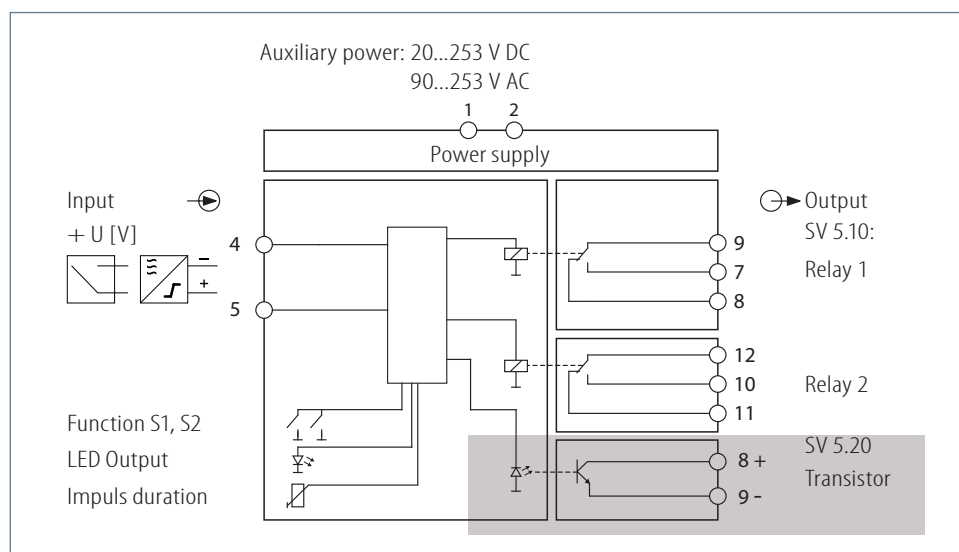 Auxiliary power: 20...253 V DC
90...253 V AC
1 2
Power supply
Input
Output
+ U [V]
SV 5.10:
4
9
7
Relay 1
8
− +
5
12
10
Relay 2
11
Function S1, S2
SV 5.20
LED Output
8 +
Transistor
Impuls duration
9 -